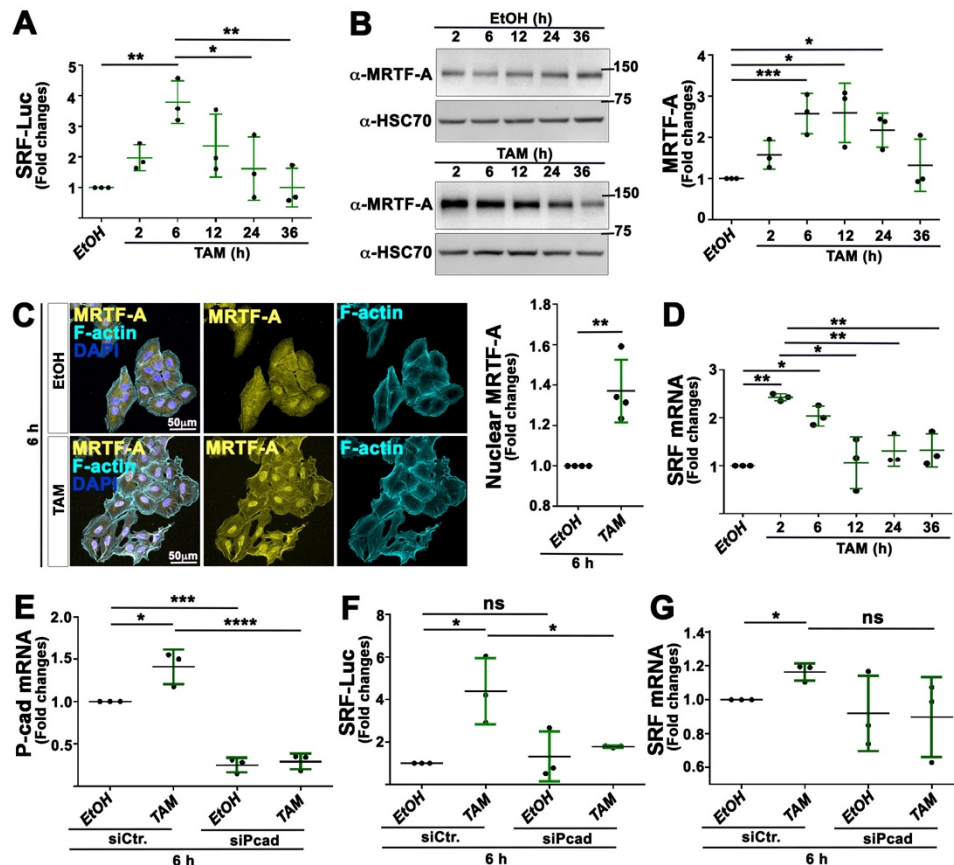 A
SRF-Luc
(Fold changes)
5
4
3
2
1
**
**
*
EtOH
2 6 12 24 36
TAM (h)
B
EtOH (h)
2 6 12 24 36
α-MRTF-A
150
75
α-HSC70
TAM (h)
2 6 12 24 36
α-MRTF-A
150
75
α-HSC70
MRTF-A
(Fold changes)
4
3
2
1
0
*
*
***
EtOH
2 6 12 24 36
TAM (h)
C
6 h
EtOH
MRTF-A
F-actin
DAPI
50µm
MRTF-A
F-actin
TAM
MRTF-A
F-actin
DAPI
50µm
MRTF-A
F-actin
Nuclear MRTF-A
(Fold changes)
1.8
1.6
1.4
1.2
1.0
0.8
**
EtOH TAM
6 h
D
SRF mRNA
(Fold changes)
3
2
1
**
**
*
*
**
EtOH
2 6 12 24 36
TAM (h)
E
P-cad mRNA
(Fold changes)
2.0
1.5
1.0
0.5
***
*
****
EtOH TAM EtOH TAM
siCtr. siPcad
6 h
F
SRF-Luc
(Fold changes)
8
6
4
2
ns
*
*
EtOH TAM EtOH TAM
siCtr. siPcad
6 h
G
SRF mRNA
(Fold changes)
1.4
1.2
1.0
0.8
0.6
*
ns
EtOH TAM EtOH TAM
siCtr. siPcad
6 h